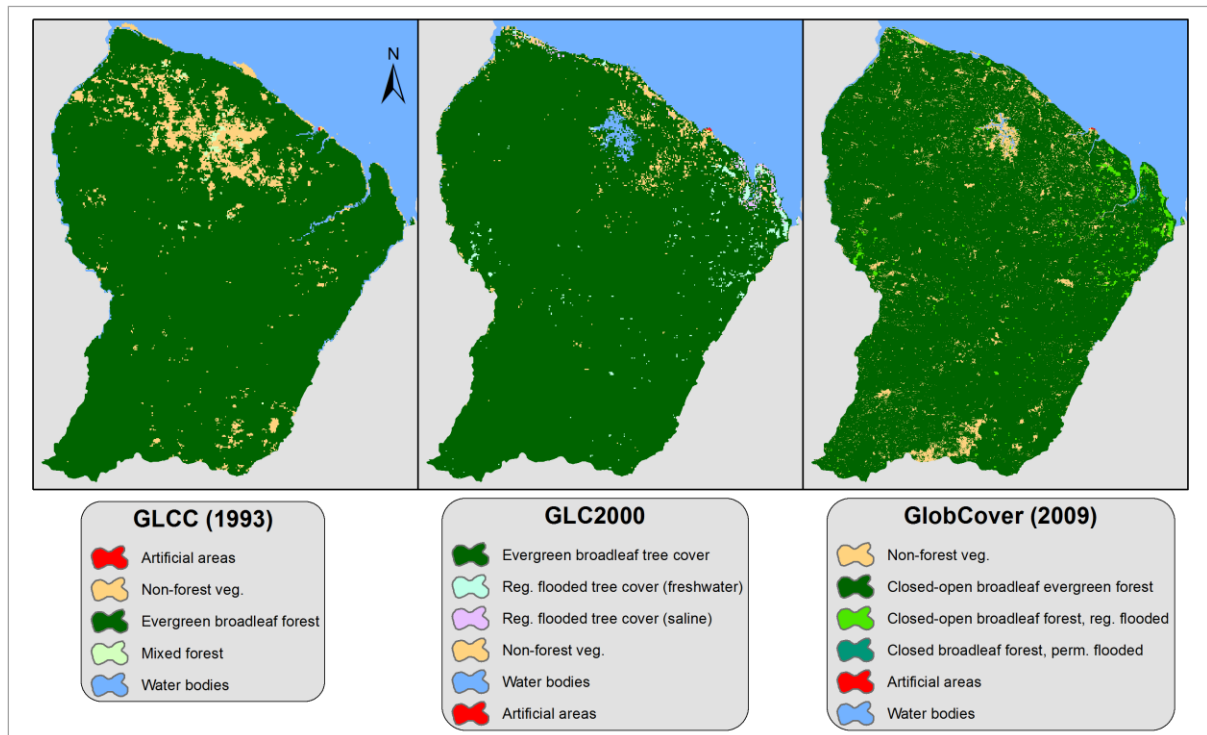 N
GLCC (1993)
Artificial areas
Non-forest veg.
Evergreen broadleaf forest
Mixed forest
Water bodies
GLC2000
Evergreen broadleaf tree cover
Reg. flooded tree cover (freshwater)
Reg. flooded tree cover (saline)
Non-forest veg.
Water bodies
Artificial areas
GlobCover (2009)
Non-forest veg.
Closed-open broadleaf evergreen forest
Closed-open broadleaf forest, reg. flooded
Closed broadleaf forest, perm. flooded
Artificial areas
Water bodies